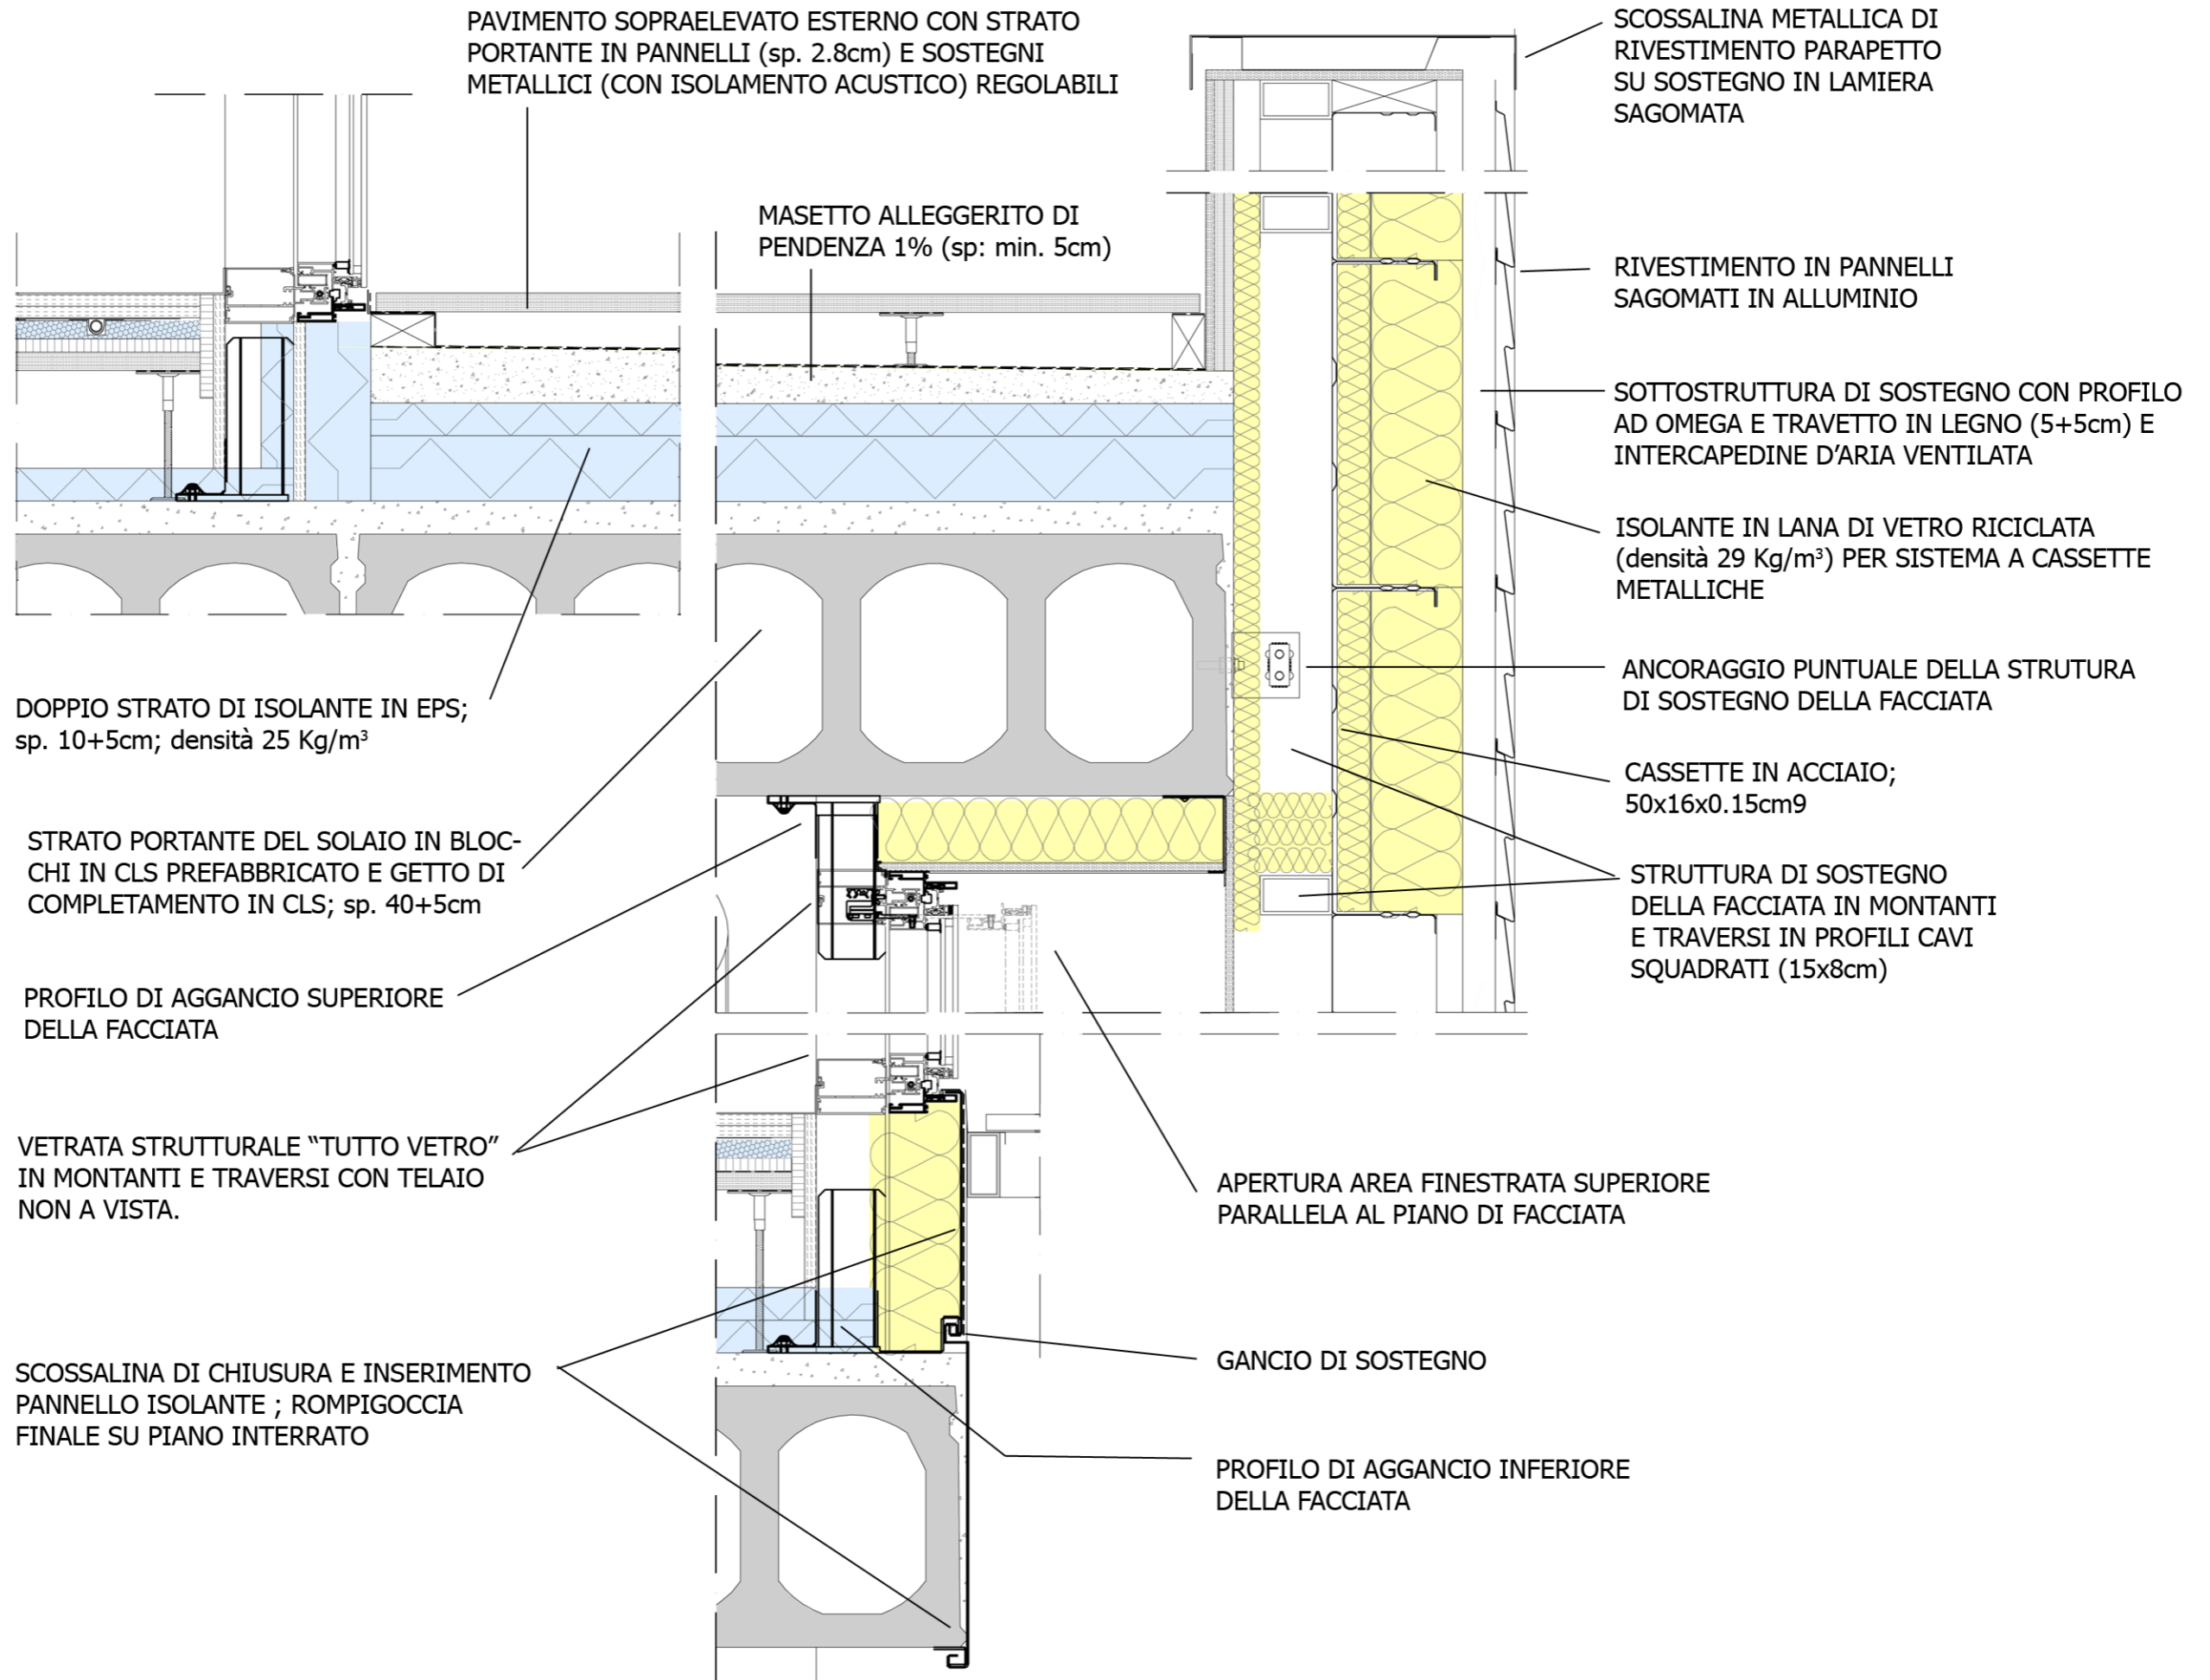 PAVIMENTO SOPRAELEVATO ESTERNO CON STRATO
PORTANTE IN PANNELLI (sp. 2.8cm) E SOSTEGNI
METALLICI (CON ISOLAMENTO ACUSTICO) REGOLABILI
SCOSSALINA METALLICA DI
RIVESTIMENTO PARAPETTO
SU SOSTEGNO IN LAMIERA
SAGOMATA
MASETTO ALLEGGERITO DI
PENDENZA 1% (sp: min. 5cm)
RIVESTIMENTO IN PANNELLI
SAGOMATI IN ALLUMINIO
SOTTOSTRUTTURA DI SOSTEGNO CON PROFILO
AD OMEGA E TRAVETTO IN LEGNO (5+5cm) E
INTERCAPEDINE D'ARIA VENTILATA
ISOLANTE IN LANA DI VETRO RICICLATA
(densità 29 Kg/m³) PER SISTEMA A CASSETTE
METALLICHE
ANCORAGGIO PUNTUALE DELLA STRUTURA
DI SOSTEGNO DELLA FACCIATA
CASSETTE IN ACCIAIO;
50x16x0.15cm9
STRUTTURA DI SOSTEGNO
DELLA FACCIATA IN MONTANTI
E TRAVERSI IN PROFILI CAVI
SQUADRATI (15x8cm)
DOPPIO STRATO DI ISOLANTE IN EPS;
sp. 10+5cm; densità 25 Kg/m³
STRATO PORTANTE DEL SOLAIO IN BLOC-
CHI IN CLS PREFABBRICATO E GETTO DI
COMPLETAMENTO IN CLS; sp. 40+5cm
PROFILO DI AGGANCIO SUPERIORE
DELLA FACCIATA
VETRATA STRUTTURALE “TUTTO VETRO”
IN MONTANTI E TRAVERSI CON TELAIO
NON A VISTA.
APERTURA AREA FINESTRATA SUPERIORE
PARALLELA AL PIANO DI FACCIATA
SCOSSALINA DI CHIUSURA E INSERIMENTO
PANNELLO ISOLANTE ; ROMPIGOCCIA
FINALE SU PIANO INTERRATO
GANCIO DI SOSTEGNO
PROFILO DI AGGANCIO INFERIORE
DELLA FACCIATA